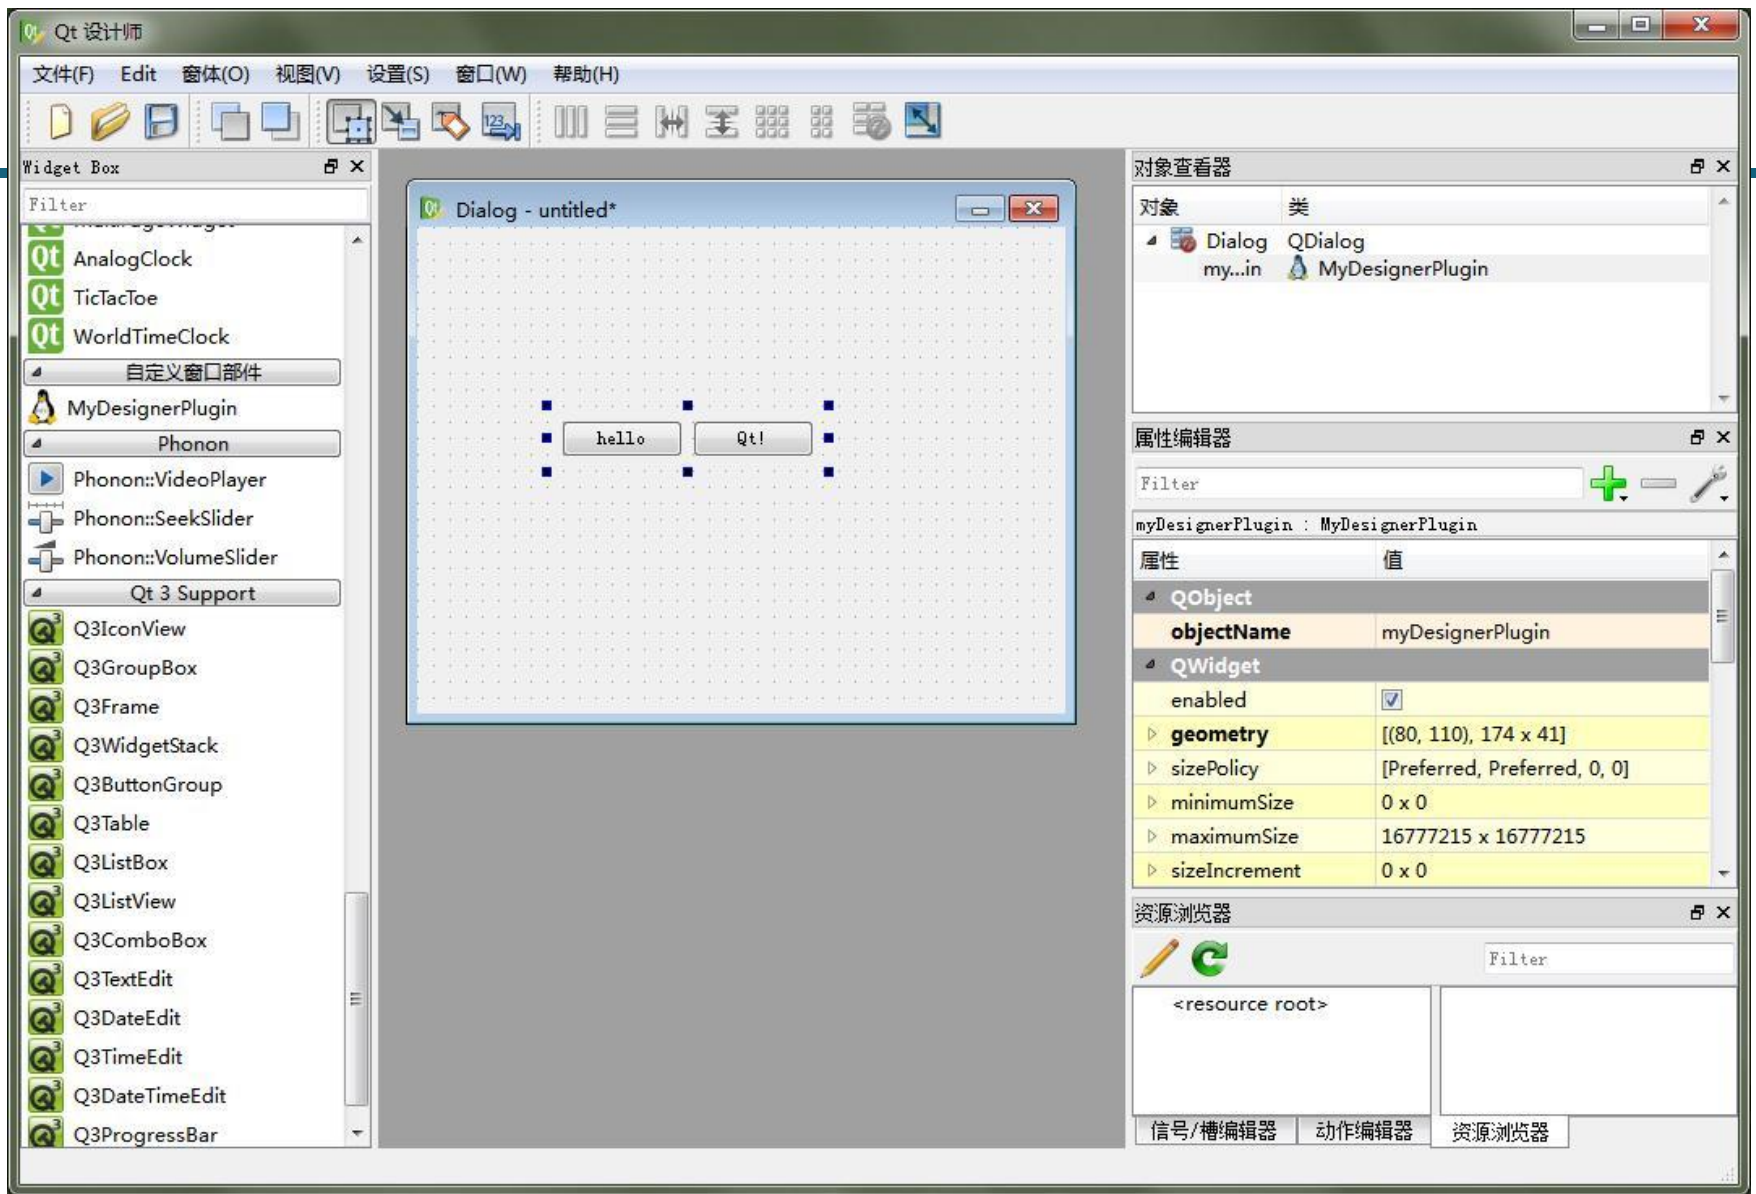 Qt 设计师
文件(F) Edit 窗体(O) 视图(V) 设置(S) 窗口(W) 帮助(H)
123
Widget Box
Filter
AnalogClock
TicTacToe
WorldTimeClock
自定义窗口部件
MyDesignerPlugin
Phonon
Phonon::VideoPlayer
Phonon::SeekSlider
Phonon::VolumeSlider
Qt 3 Support
Q3IconView
Q3GroupBox
Q3Frame
Q3WidgetStack
Q3ButtonGroup
Q3Table
Q3ListBox
Q3ListView
Q3ComboBox
Q3TextEdit
Q3DateEdit
Q3TimeEdit
Q3DateTimeEdit
Q3ProgressBar
Dialog - untitled*
hello Qt!
对象查看器
对象 类
Dialog QDialog
my...in MyDesignerPlugin
属性编辑器
Filter
myDesignerPlugin : MyDesignerPlugin
属性 值
QObject
objectName myDesignerPlugin
QWidget
enabled
geometry [(80, 110), 174 x 41]
sizePolicy [Preferred, Preferred, 0, 0]
minimumSize 0 x 0
maximumSize 16777215 x 16777215
sizeIncrement 0 x 0
资源浏览器
Filter
<resource root>
信号/槽编辑器 动作编辑器 资源浏览器